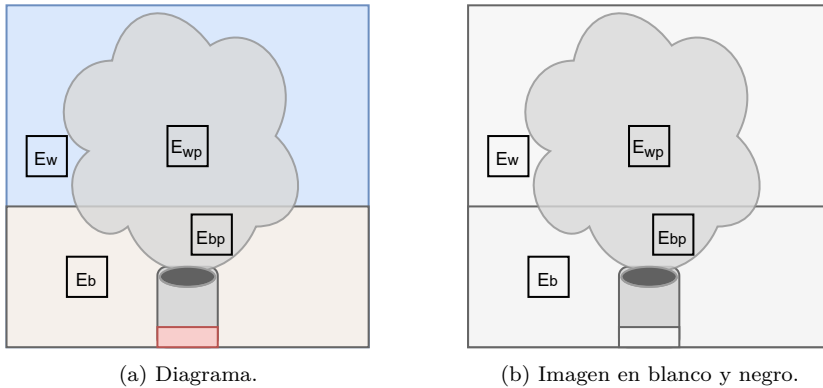 Ew
Ewp
Ebp
Eb
Ew
Ewp
Ebp
Eb
(a) Diagrama.
(b) Imagen en blanco y negro.